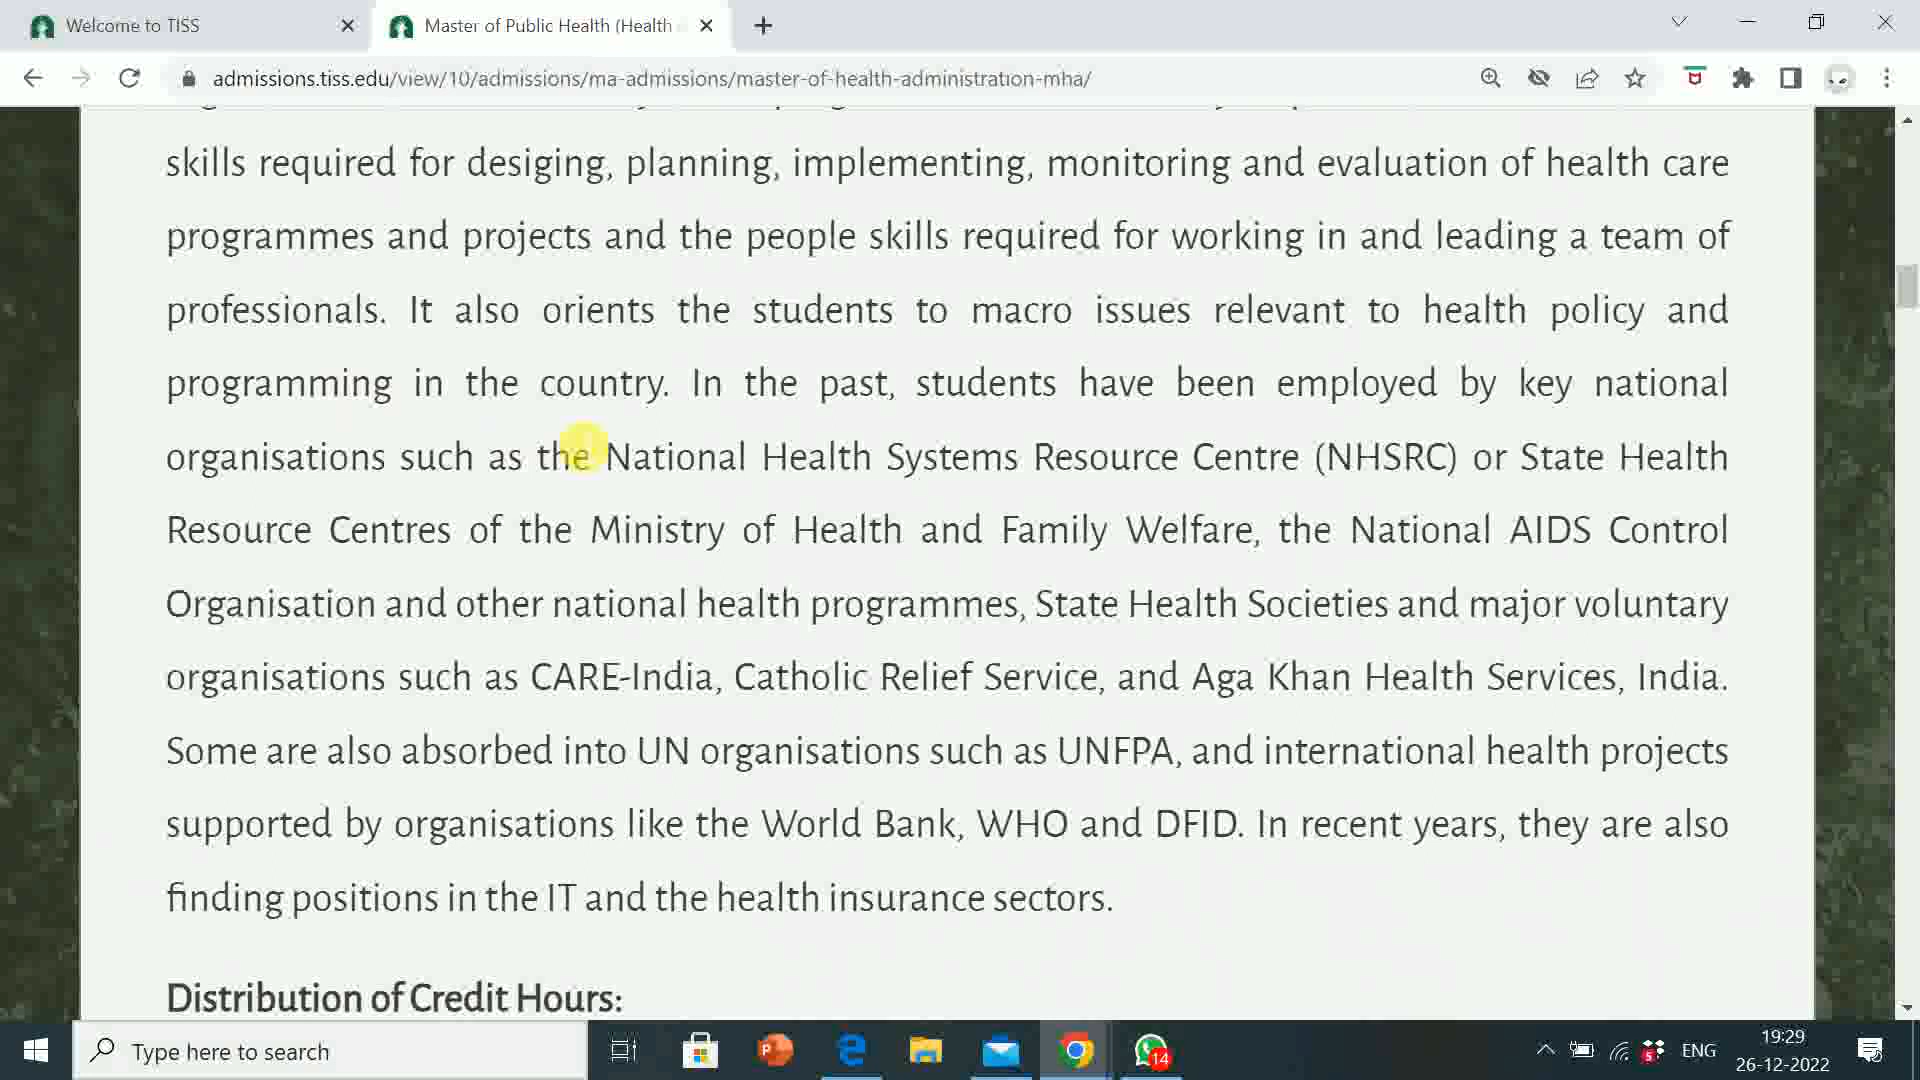 Welcome to TISS
Master of Public Health (Health
admissions.tiss.edu/view/10/admissions/ma-admissions/master-of-health-administration-mha/
skills required for desiging, planning, implementing, monitoring and evaluation of health care
programmes and projects and the people skills required for working in and leading a team of
professionals. It also orients the students to macro issues relevant to health policy and
programming in the country. In the past, students have been employed by key national
organisations such as the National Health Systems Resource Centre (NHSRC) or State Health
Resource Centres of the Ministry of Health and Family Welfare, the National AIDS Control
Organisation and other national health programmes, State Health Societies and major voluntary
organisations such as CARE-India, Catholic Relief Service, and Aga Khan Health Services, India.
Some are also absorbed into UN organisations such as UNFPA, and international health projects
supported by organisations like the World Bank, WHO and DFID. In recent years, they are also
finding positions in the IT and the health insurance sectors.
Distribution of Credit Hours:
Type here to search
14
5
ENG
19:29
26-12-2022